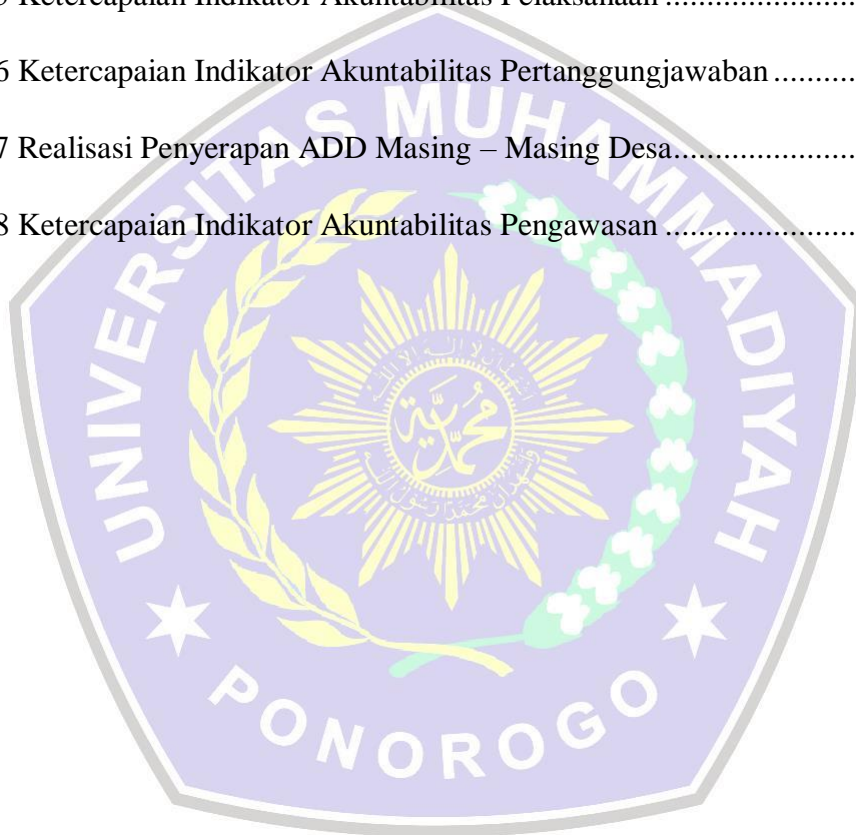 Ketercapaian Indikator Akuntabilitas Pelaksanaan ....................
6 Ketercapaian Indikator Akuntabilitas Pertanggungjawaban ..........
7 Realisasi Penyerapan ADD Masing – Masing Desa......................
8 Ketercapaian Indikator Akuntabilitas Pengawasan .....................
UNIVERSITAS MUHAMMADIYAH
محمدية
PONOROGO